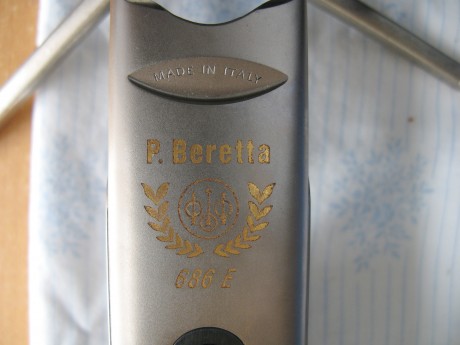 MADE IN ITALY
P. Beretta
686 E